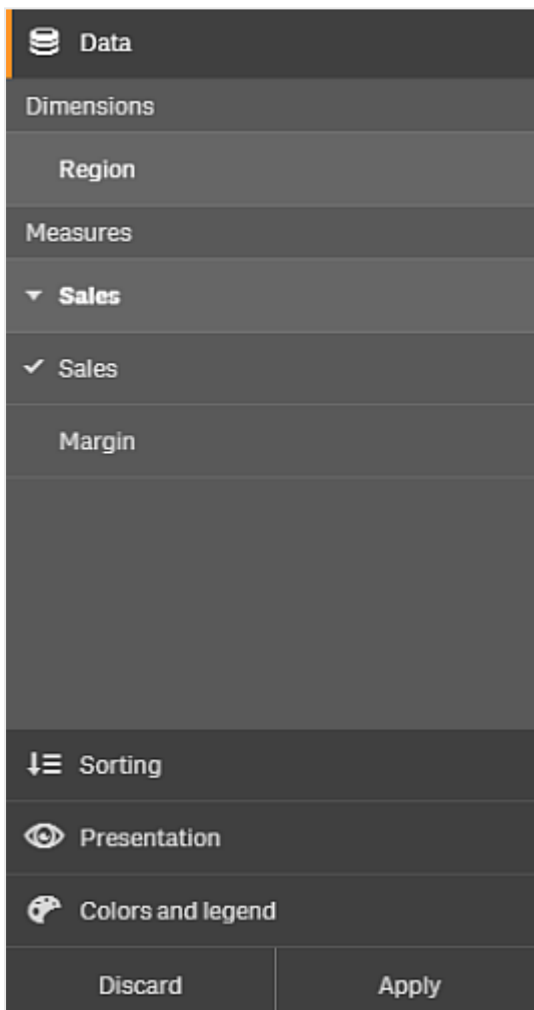 Data
Dimensions
Region
Measures
Sales
Sales
Margin
Sorting
Presentation
Colors and legend
Discard Apply